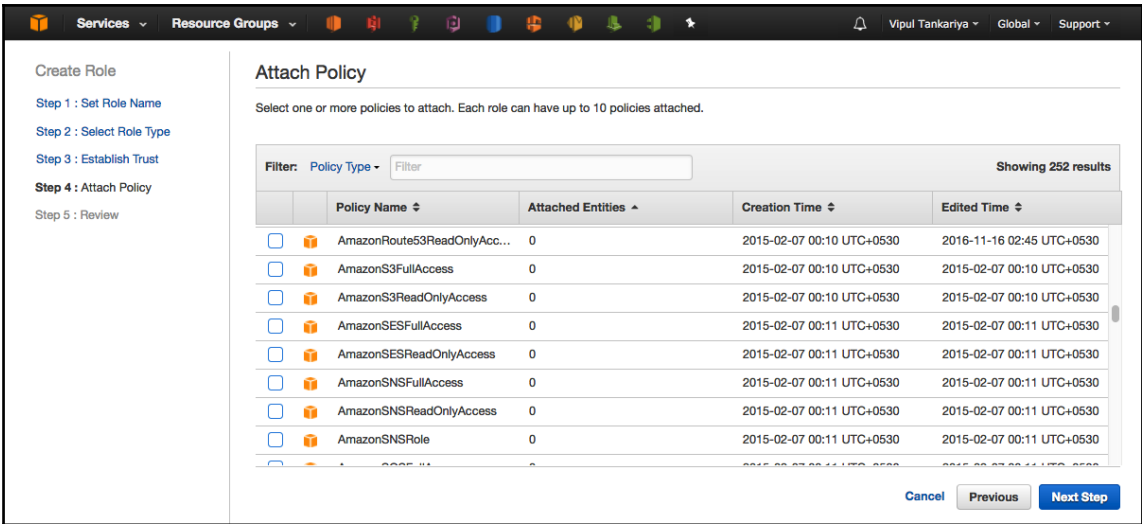 Services Resource Groups Vipul Tankariya Global Support
Create Role
Step 1 : Set Role Name
Step 2 : Select Role Type
Step 3 : Establish Trust
Step 4 : Attach Policy
Step 5 : Review
Attach Policy
Select one or more policies to attach. Each role can have up to 10 policies attached.
Filter: Policy Type Filter Showing 252 results
Policy Name Attached Entities Creation Time Edited Time
AmazonRoute53ReadOnlyAcc... 0 2015-02-07 00:10 UTC+0530 2016-11-16 02:45 UTC+0530
AmazonS3FullAccess 0 2015-02-07 00:10 UTC+0530 2015-02-07 00:10 UTC+0530
AmazonS3ReadOnlyAccess 0 2015-02-07 00:10 UTC+0530 2015-02-07 00:10 UTC+0530
AmazonSESFullAccess 0 2015-02-07 00:11 UTC+0530 2015-02-07 00:11 UTC+0530
AmazonSESReadOnlyAccess 0 2015-02-07 00:11 UTC+0530 2015-02-07 00:11 UTC+0530
AmazonSNSFullAccess 0 2015-02-07 00:11 UTC+0530 2015-02-07 00:11 UTC+0530
AmazonSNSReadOnlyAccess 0 2015-02-07 00:11 UTC+0530 2015-02-07 00:11 UTC+0530
AmazonSNSRole 0 2015-02-07 00:11 UTC+0530 2015-02-07 00:11 UTC+0530
Cancel Previous Next Step